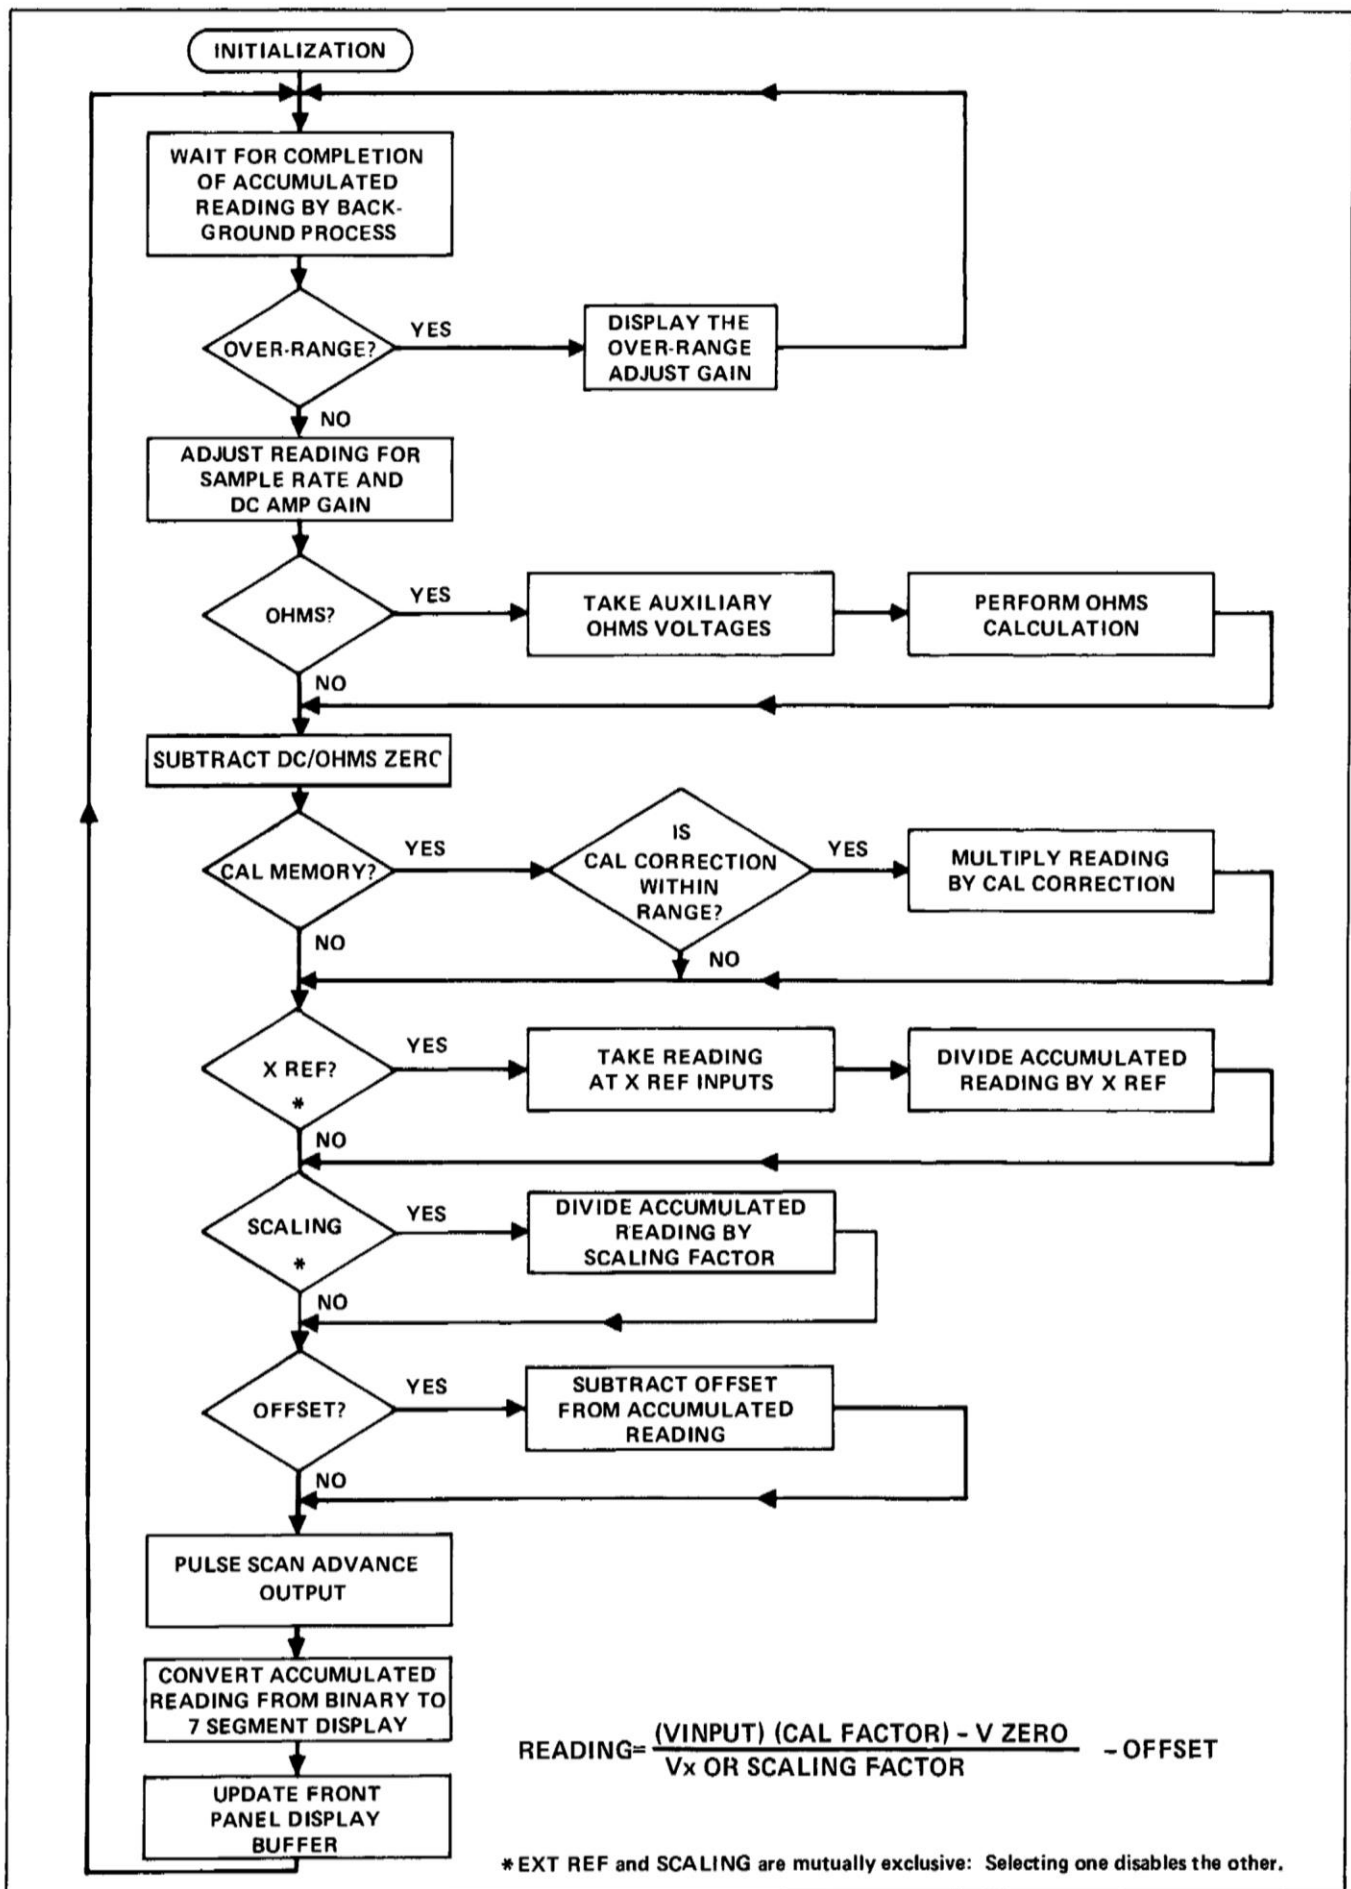 INITIALIZATION
WAIT FOR COMPLETION
OF ACCUMULATED
READING BY BACK-
GROUND PROCESS
OVER-RANGE?
YES
DISPLAY THE
OVER-RANGE
ADJUST GAIN
NO
ADJUST READING FOR
SAMPLE RATE AND
DC AMP GAIN
OHMS?
YES
TAKE AUXILIARY
OHMS VOLTAGES
PERFORM OHMS
CALCULATION
NO
SUBTRACT DC/OHMS ZERO
CAL MEMORY?
YES
IS
CAL CORRECTION
WITHIN
RANGE?
YES
MULTIPLY READING
BY CAL CORRECTION
NO
NO
X REF?
*
YES
TAKE READING
AT X REF INPUTS
DIVIDE ACCUMULATED
READING BY X REF
NO
SCALING
*
YES
DIVIDE ACCUMULATED
READING BY
SCALING FACTOR
NO
OFFSET?
YES
SUBTRACT OFFSET
FROM ACCUMULATED
READING
NO
PULSE SCAN ADVANCE
OUTPUT
CONVERT ACCUMULATED
READING FROM BINARY TO
7 SEGMENT DISPLAY
UPDATE FRONT
PANEL DISPLAY
BUFFER
(VINPUT) (CAL FACTOR) – V ZERO
READING= – OFFSET
Vx OR SCALING FACTOR
*EXT REF and SCALING are mutually exclusive: Selecting one disables the other.